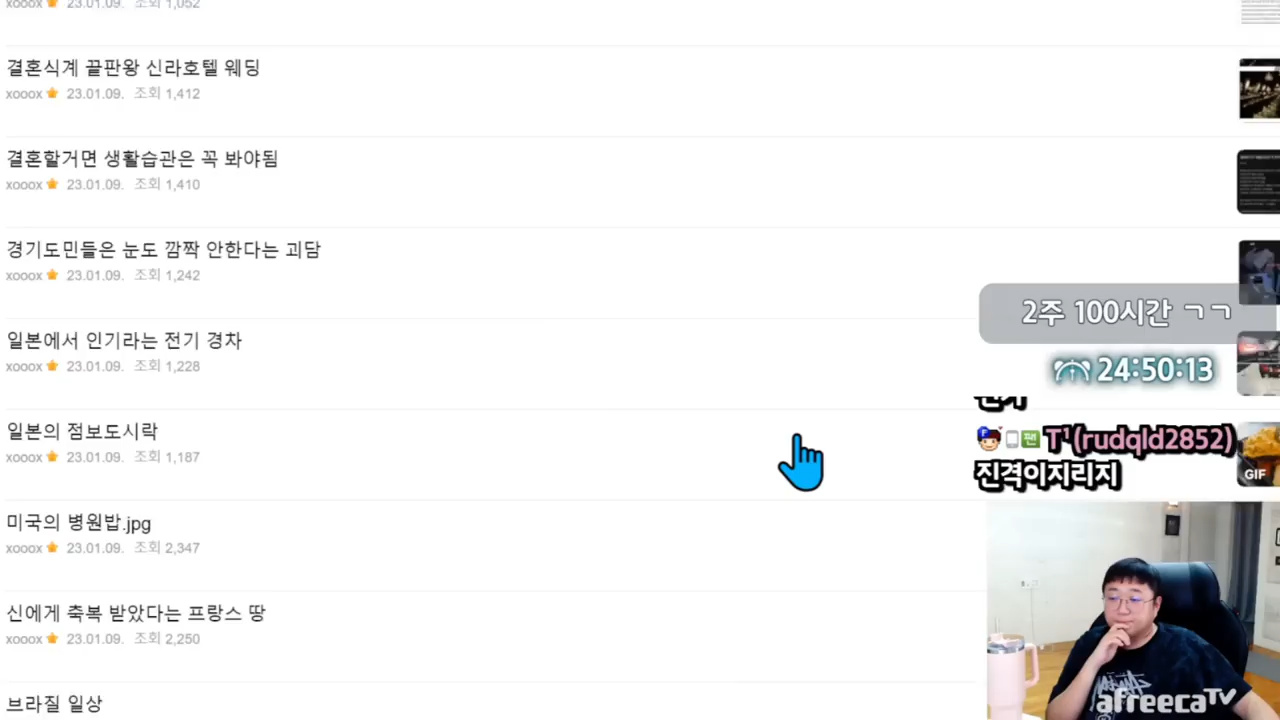 xooox 23.01.09. 조회 1,052
결혼식계 끝판왕 신라호텔 웨딩
xooox 23.01.09. 조회 1,412
결혼할거면 생활습관은 꼭 봐야됨
xooox 23.01.09. 조회 1,410
경기도민들은 눈도 깜짝 안한다는 괴담
xooox 23.01.09. 조회 1,242
2주 100시간 ㄱㄱ
일본에서 인기라는 전기 경차
xooox 23.01.09. 조회 1,228
24:50:13
일본의 점보도시락
xooox 23.01.09. 조회 1,187
T¹(rudqld2852)
진격이지리지
GIF
미국의 병원밥.jpg
xooox 23.01.09. 조회 2,347
신에게 축복 받았다는 프랑스 땅
xooox 23.01.09. 조회 2,250
브라질 일상
afreecaTV